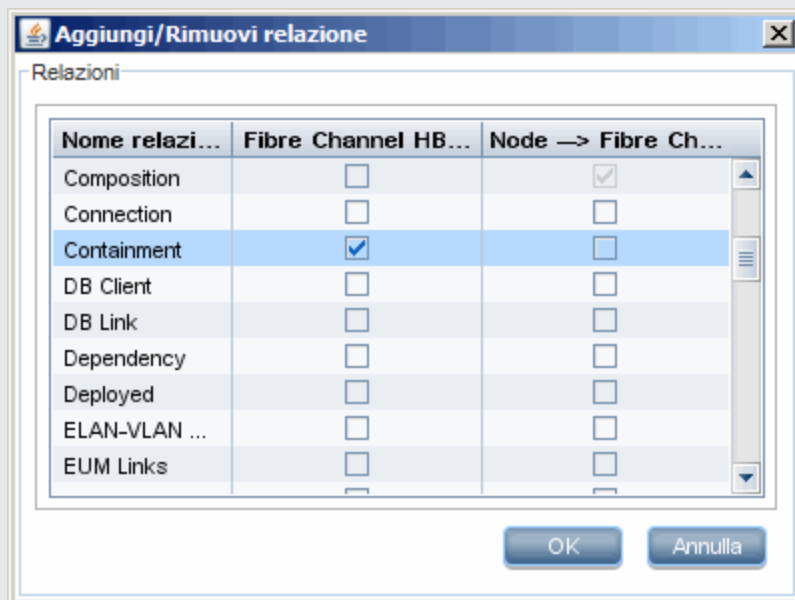 Aggiungi/Rimuovi relazione
Relazioni
Nome relazi... Fibre Channel HB... Node —> Fibre Ch...
Composition
Connection
Containment
DB Client
DB Link
Dependency
Deployed
ELAN-VLAN ...
EUM Links
OK Annulla